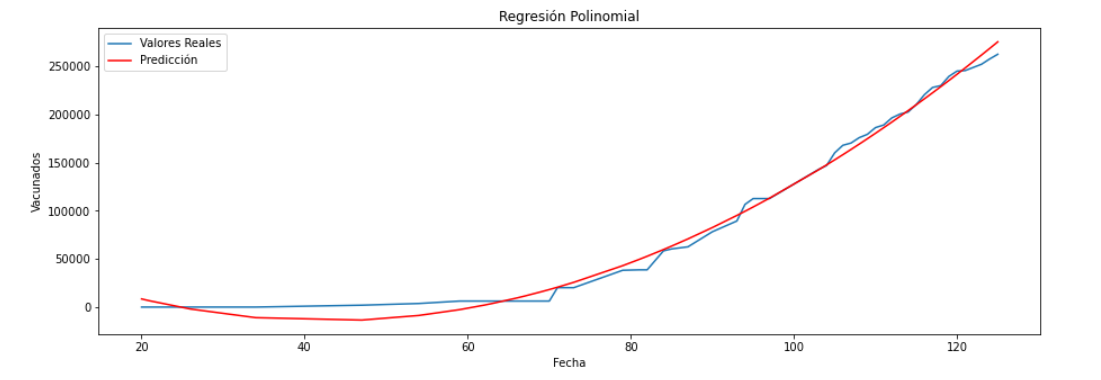 Regresión Polinomial
Valores Reales
Predicción
Vacunados
250000
200000
150000
100000
50000
0
20
40
60
80
100
120
Fecha